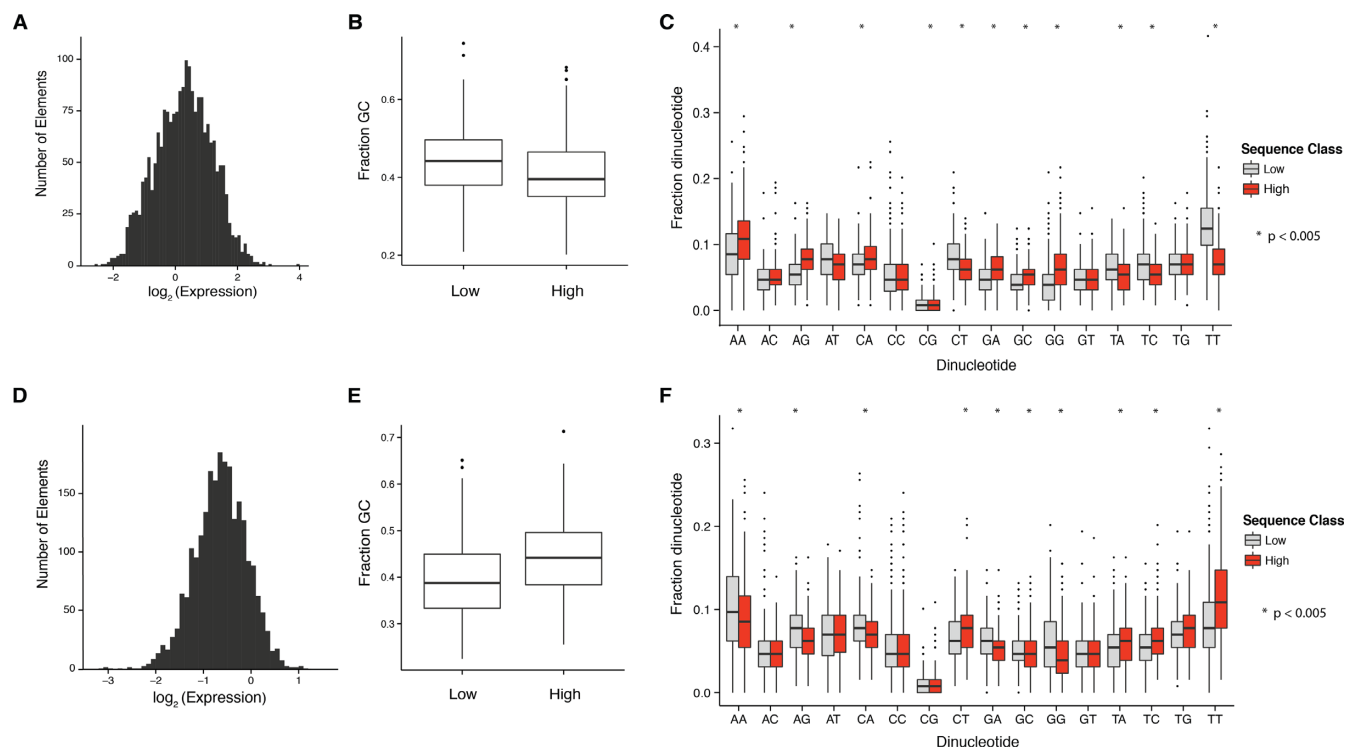 A
Number of Elements
100
75
50
25
0
−2
0
2
4
log2 (Expression)
B
Fraction GC
0.6
0.4
0.2
Low
High
C
* * * * * * * * * * *
Fraction dinucleotide
0.4
0.3
0.2
0.1
0.0
AA AC AG AT CA CC CG CT GA GC GG GT TA TC TG TT
Dinucleotide
Sequence Class
Low
High
* p < 0.005
D
Number of Elements
150
100
50
0
−3
−2
−1
0
1
log2 (Expression)
E
Fraction GC
0.7
0.6
0.5
0.4
0.3
Low
High
F
* * * * * * * * * *
Fraction dinucleotide
0.3
0.2
0.1
0.0
AA AC AG AT CA CC CG CT GA GC GG GT TA TC TG TT
Dinucleotide
Sequence Class
Low
High
* p < 0.005